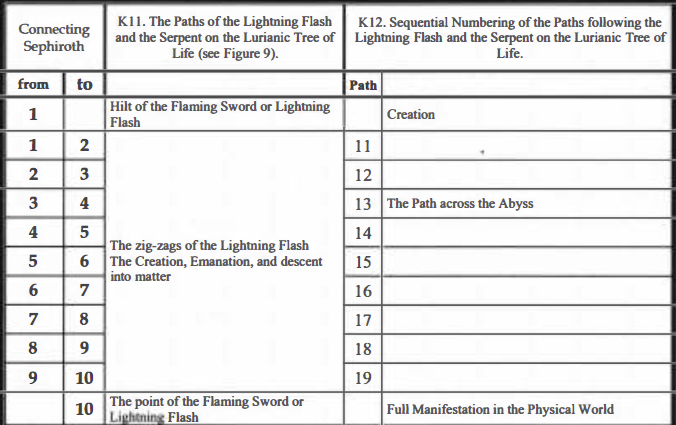 Connecting Sephiroth
K11. The Paths of the Lightning Flash and the Serpent on the Lurianic Tree of Life (see Figure 9).
K12. Sequential Numbering of the Paths following the Lightning Flash and the Serpent on the Lurianic Tree of Life.
from to Path
1 Hilt of the Flaming Sword or Lightning Flash Creation
1 2 11
2 3 12
3 4 13 The Path across the Abyss
4 5 14
The zig-zags of the Lightning Flash
The Creation, Emanation, and descent
into matter
5 6 15
6 7 16
7 8 17
8 9 18
9 10 19
10 The point of the Flaming Sword or Lightning Flash Full Manifestation in the Physical World